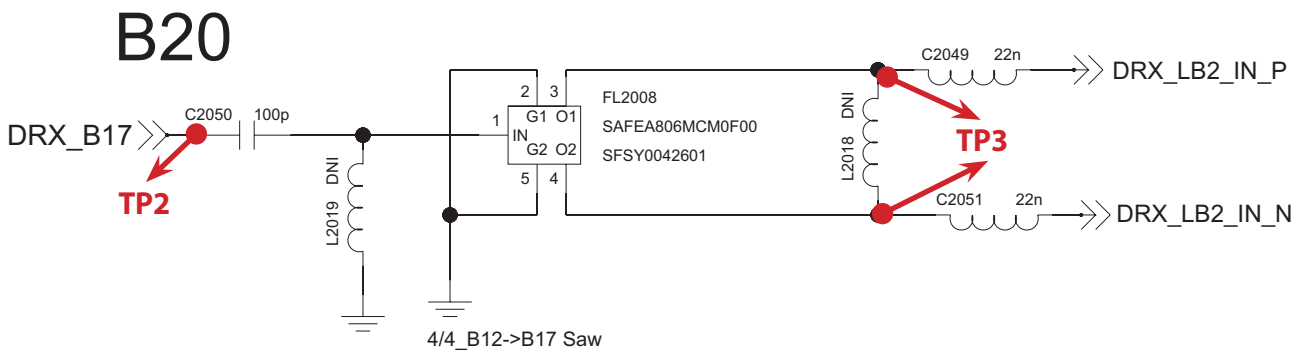 B20
C2049 22n
DRX_LB2_IN_P
2 3
FL2008
C2050 100p
G1 O1
DRX_B17
1
IN
SAFEA806MCM0F00
DNI
L2018
TP3
G2 O2
SFSY0042601
TP2
DNI
L2019
5 4
C2051 22n
DRX_LB2_IN_N
4/4_B12->B17 Saw